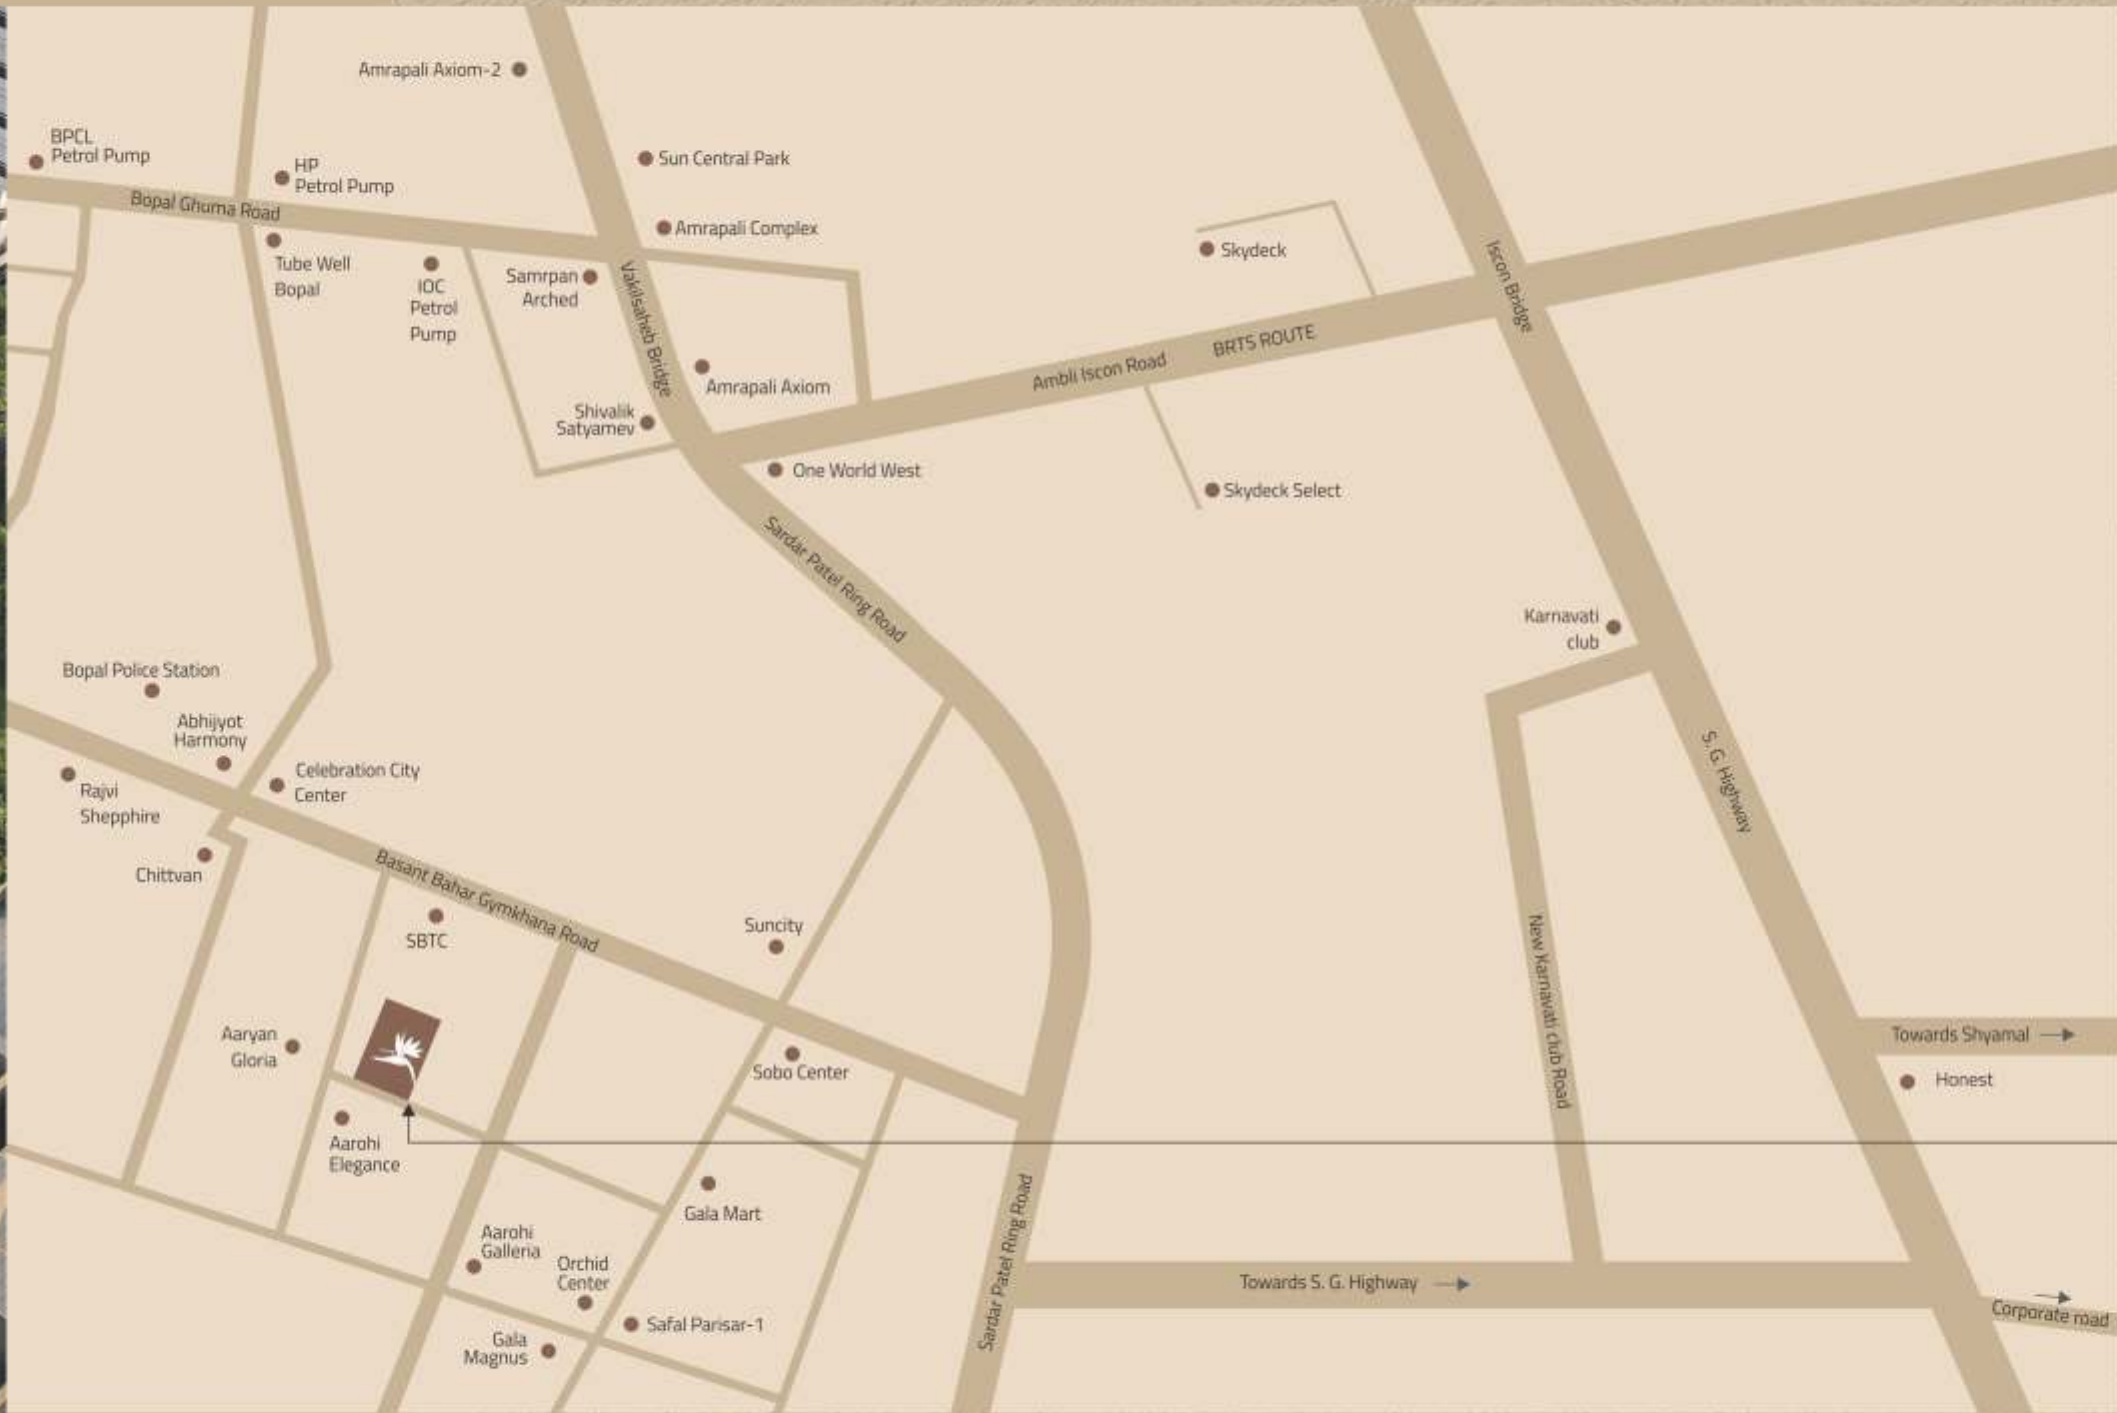 Amrapali Axiom-2
BPCL
Petrol Pump
HP
Petrol Pump
Sun Central Park
Bopal Ghuma Road
Amrapali Complex
Tube Well
Bopal
IOC
Petrol
Pump
Samrpan
Arched
Vakilsaheb Bridge
Skydeck
Iscon Bridge
BRTS ROUTE
Ambli Iscon Road
Amrapali Axiom
Shivalik
Satyamev
One World West
Skydeck Select
Sardar Patel Ring Road
Karnavati
club
Bopal Police Station
Abhijyot
Harmony
Celebration City
Center
Rajvi
Shepphire
S. G. Highway
Chittvan
Basant Bahar Gymkhana Road
SBTC
Suncity
New Karnavati club Road
Aaryan
Gloria
Towards Shyamal
Sobo Center
Honest
Aarohi
Elegance
Gala Mart
Sardar Patel Ring Road
Aarohi
Galleria
Orchid
Center
Towards S. G. Highway
Corporate road
Safal Parisar-1
Gala
Magnus